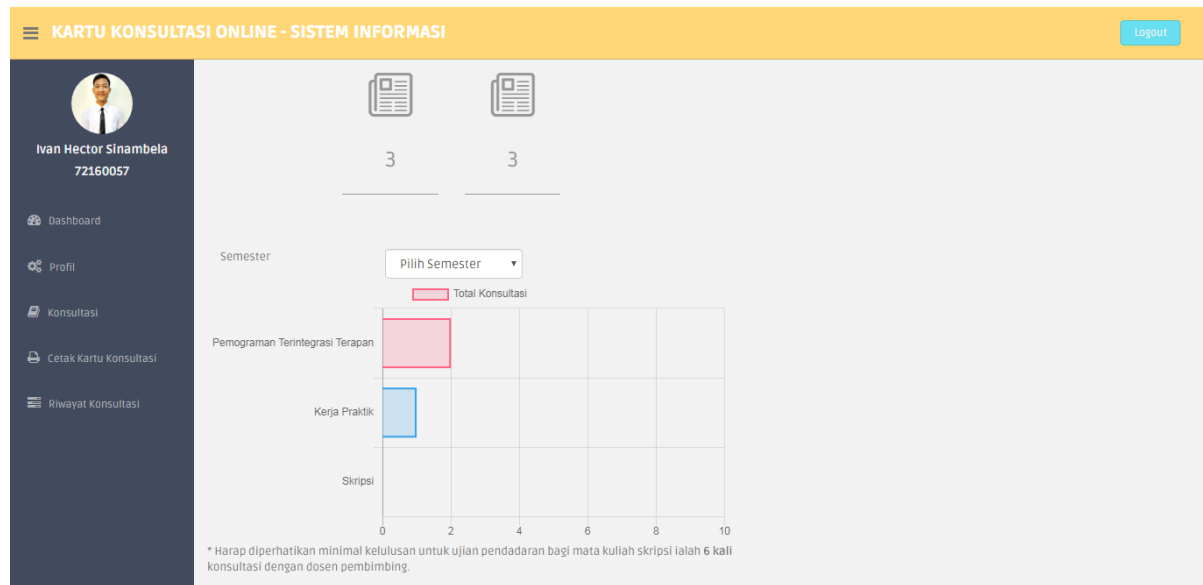 KARTU KONSULTASI ONLINE - SISTEM INFORMASI
Logout
Ivan Hector Sinambela
72160057
Dashboard
Profil
Konsultasi
Cetak Kartu Konsultasi
Riwayat Konsultasi
3 3
Semester
Pilih Semester
Total Konsultasi
Pemograman Terintegrasi Terapan
Kerja Praktik
Skripsi
0 2 4 6 8 10
* Harap diperhatikan minimal kelulusan untuk ujian pendadaran bagi mata kuliah skripsi ialah 6 kali
konsultasi dengan dosen pembimbing.